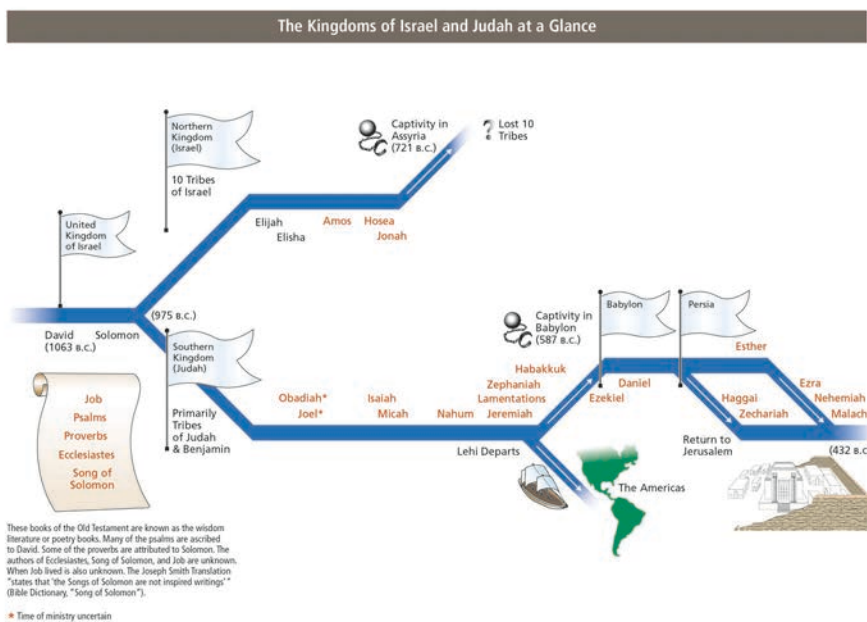 The Kingdoms of Israel and Judah at a Glance
Northern
Kingdom
(Israel)
10 Tribes
of Israel
Captivity in
Assyria
(721 B.C.)
? Lost 10
Tribes
United
Kingdom
of Israel
Elijah
Elisha
Amos
Hosea
Jonah
David
(1063 B.C.)
Solomon
(975 B.C.)
Southern
Kingdom
(Judah)
Primarily
Tribes
of Judah
& Benjamin
Obadiah*
Joel*
Isaiah
Micah
Nahum
Habakkuk
Zephaniah
Lamentations
Jeremiah
Captivity in
Babylon
(587 B.C.)
Babylon
Persia
Daniel
Ezekiel
Esther
Haggai
Zechariah
Ezra
Nehemiah
Malach
Lehi Departs
The Americas
Return to
Jerusalem
(432 B.C
Job
Psalms
Proverbs
Ecclesiastes
Song of
Solomon
These books of the Old Testament are known as the wisdom
literature or poetry books. Many of the psalms are ascribed
to David. Some of the proverbs are attributed to Solomon. The
authors of Ecclesiastes, Song of Solomon, and Job are unknown.
When Job lived is also unknown. The Joseph Smith Translation
"states that 'the Songs of Solomon are not inspired writings'"
(Bible Dictionary, "Song of Solomon").
* Time of ministry uncertain